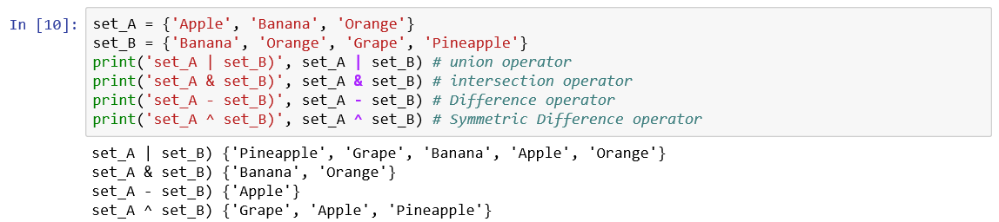 In [10]: set_A = {'Apple', 'Banana', 'Orange'}
set_B = {'Banana', 'Orange', 'Grape', 'Pineapple'}
print('set_A | set_B)', set_A | set_B) # union operator
print('set_A & set_B)', set_A & set_B) # intersection operator
print('set_A - set_B)', set_A - set_B) # Difference operator
print('set_A ^ set_B)', set_A ^ set_B) # Symmetric Difference operator
set_A | set_B) {'Pineapple', 'Grape', 'Banana', 'Apple', 'Orange'}
set_A & set_B) {'Banana', 'Orange'}
set_A - set_B) {'Apple'}
set_A ^ set_B) {'Grape', 'Apple', 'Pineapple'}